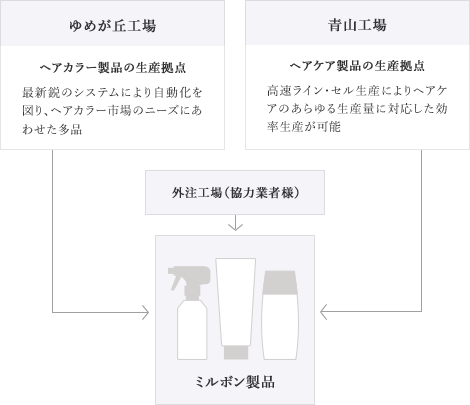 ゆめが丘工場
ヘアカラー製品の生産拠点
最新鋭のシステムにより自動化を
図り、ヘアカラー市場のニーズにあ
わせた多品
青山工場
ヘアケア製品の生産拠点
高速ライン・セル生産によりヘアケ
アのあらゆる生産量に対応した効
率生産が可能
外注工場（協力業者様）
ミルボン製品